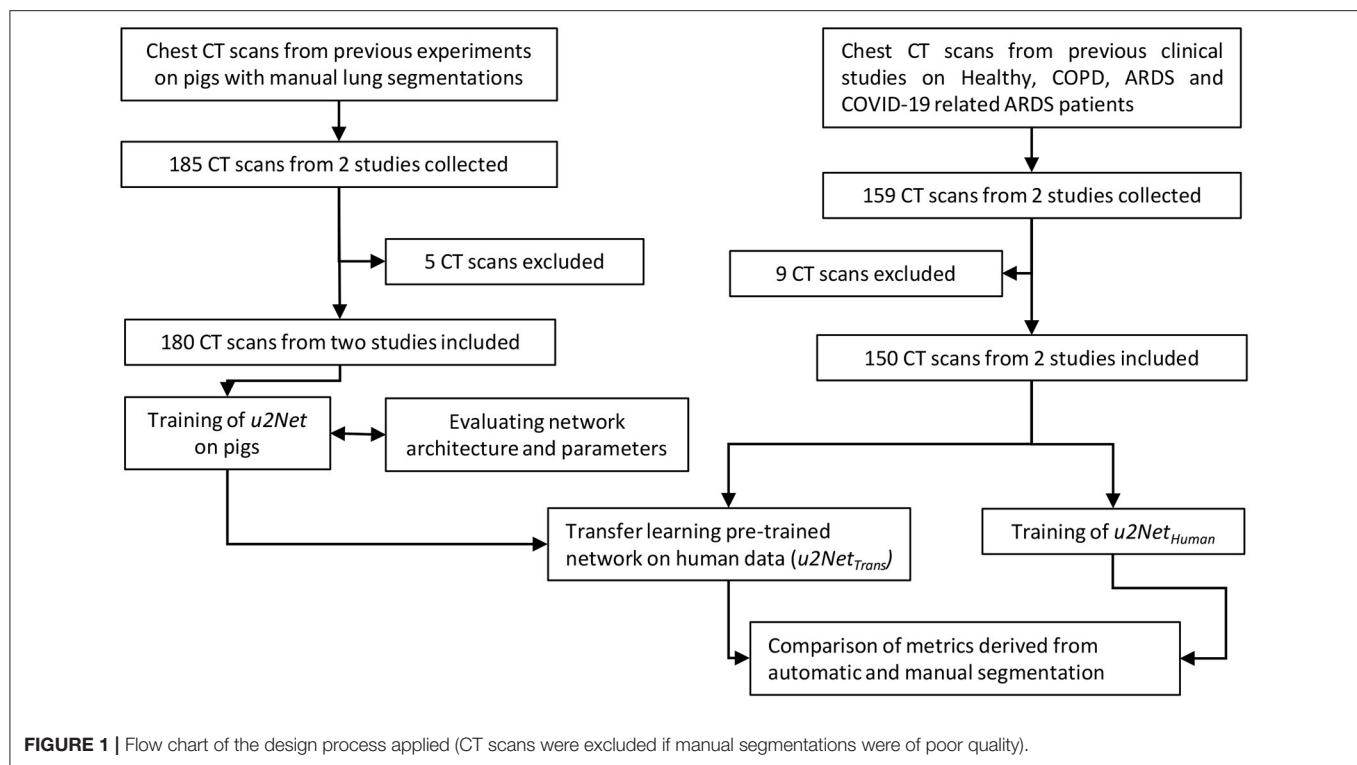 Chest CT scans from previous experiments
on pigs with manual lung segmentations
185 CT scans from 2 studies collected
5 CT scans excluded
180 CT scans from two studies included
Training of u2Net
on pigs
Evaluating network
architecture and parameters
Chest CT scans from previous clinical
studies on Healthy, COPD, ARDS and
COVID-19 related ARDS patients
159 CT scans from 2 studies collected
9 CT scans excluded
150 CT scans from 2 studies included
Transfer learning pre-trained
network on human data (u2NetTrans)
Training of u2NetHuman
Comparison of metrics derived from
automatic and manual segmentation
FIGURE 1 | Flow chart of the design process applied (CT scans were excluded if manual segmentations were of poor quality).